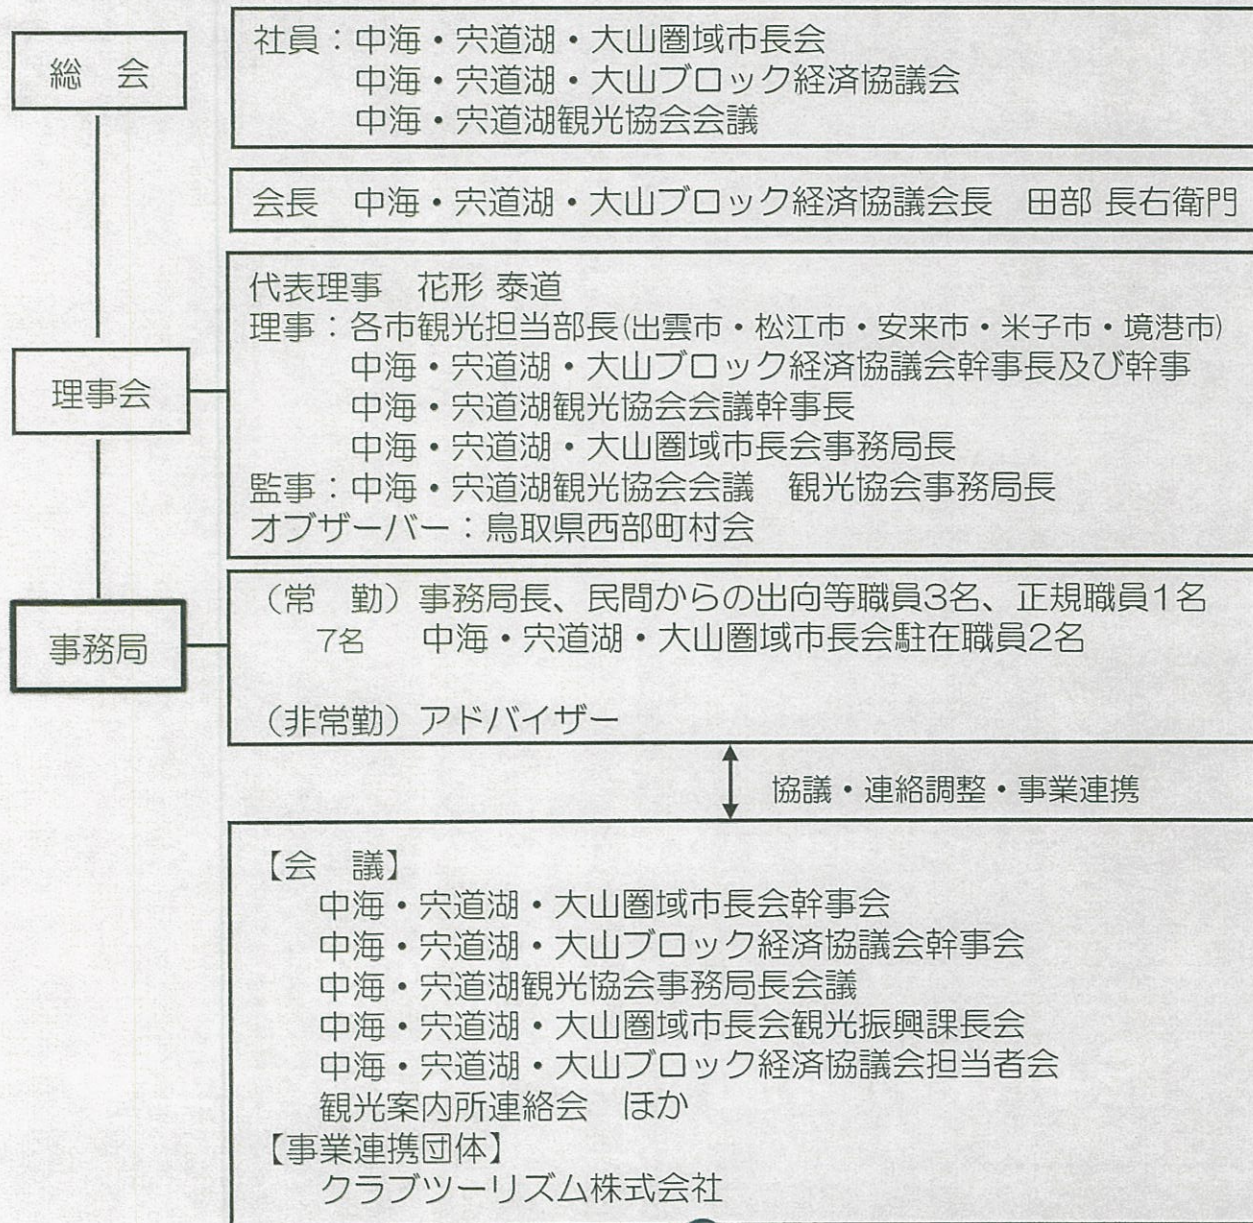 総　会
社員：中海・宍道湖・大山圏域市長会
中海・宍道湖・大山ブロック経済協議会
中海・宍道湖観光協会会議
会長　中海・宍道湖・大山ブロック経済協議会長　田部 長右衛門
理事会
代表理事　花形 泰道
理事：各市観光担当部長(出雲市・松江市・安来市・米子市・境港市)
中海・宍道湖・大山ブロック経済協議会幹事長及び幹事
中海・宍道湖観光協会会議幹事長
中海・宍道湖・大山圏域市長会事務局長
監事：中海・宍道湖観光協会会議　観光協会事務局長
オブザーバー：鳥取県西部町村会
事務局
（常　勤）事務局長、民間からの出向等職員3名、正規職員1名
7名　中海・宍道湖・大山圏域市長会駐在職員2名
（非常勤）アドバイザー
協議・連絡調整・事業連携
【会　議】
中海・宍道湖・大山圏域市長会幹事会
中海・宍道湖・大山ブロック経済協議会幹事会
中海・宍道湖観光協会事務局長会議
中海・宍道湖・大山圏域市長会観光振興課長会
中海・宍道湖・大山ブロック経済協議会担当者会
観光案内所連絡会　ほか
【事業連携団体】
クラブツーリズム株式会社